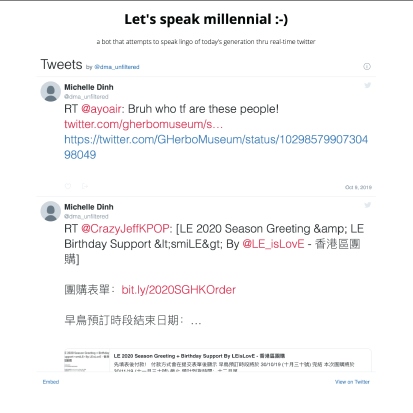 Let's speak millennial :-)
a bot that attempts to speak lingo of today's generation thru real-time twitter
Tweets by @dma_unfiltered
Michelle Dinh
@dma_unfiltered
RT @ayoair: Bruh who tf are these people!
twitter.com/gherbomuseum/s…
https://twitter.com/GHerboMuseum/status/10298579907304
98049
Oct 9, 2019
Michelle Dinh
@dma_unfiltered
RT @CrazyJeffKPOP: [LE 2020 Season Greeting &amp; LE
Birthday Support &lt;smiLE&gt; By @LE_isLovE - 香港區團
購]
團購表單：bit.ly/2020SGHKOrder
早鳥預訂時段結束日期：…
LE 2020 Season Greeting + Birthday Support By LEisLovE - 香港區團購
Embed
View on Twitter